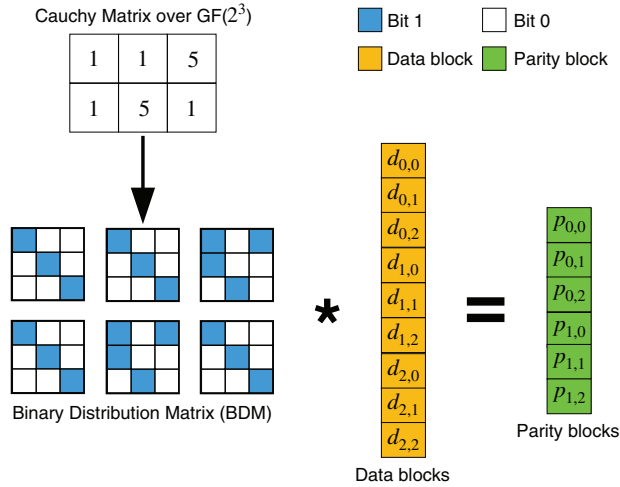 Cauchy Matrix over GF(2³)
1 1 5
1 5 1
Bit 1
Bit 0
Data block
Parity block
Binary Distribution Matrix (BDM)
*
d₀,₀
d₀,₁
d₀,₂
d₁,₀
d₁,₁
d₁,₂
d₂,₀
d₂,₁
d₂,₂
Data blocks
=
p₀,₀
p₀,₁
p₀,₂
p₁,₀
p₁,₁
p₁,₂
Parity blocks